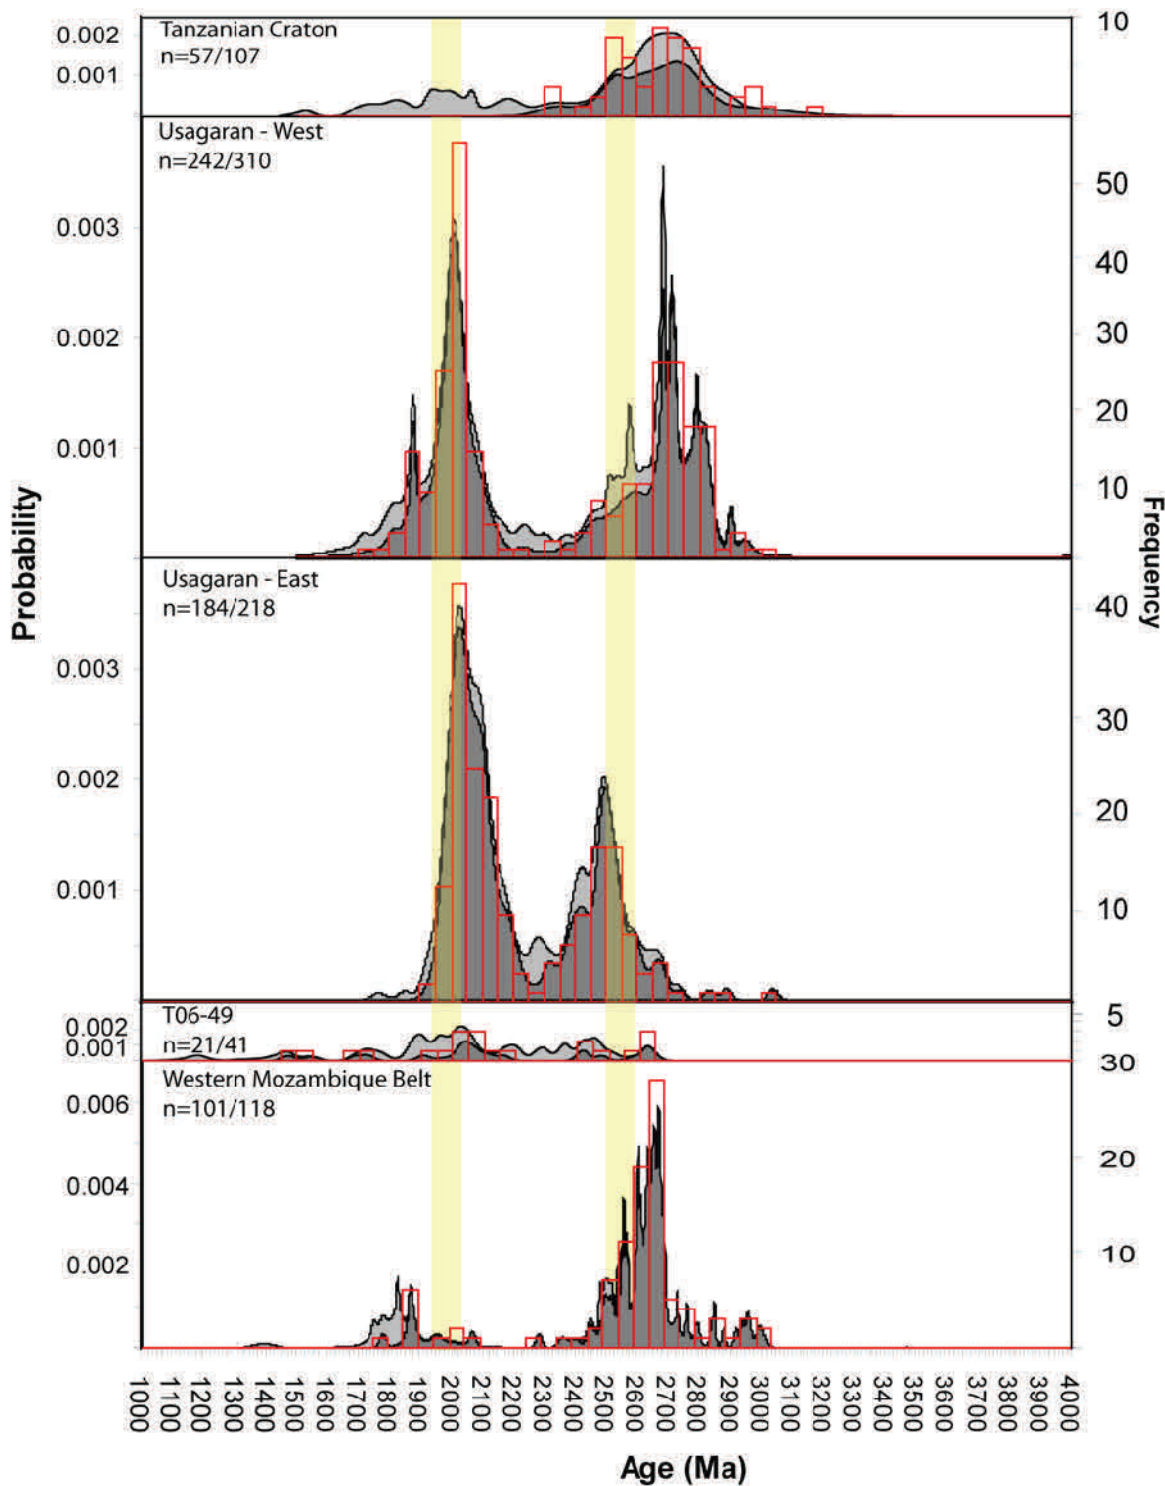 Tanzanian Craton
n=57/107
0.002
0.001
10
Usagaran - West
n=242/310
0.003
0.002
0.001
50
40
30
20
10
Probability
Frequency
Usagaran - East
n=184/218
0.003
0.002
0.001
40
30
20
10
T06-49
n=21/41
0.002
0.001
5
30
Western Mozambique Belt
n=101/118
0.006
0.004
0.002
20
10
1000 1100 1200 1300 1400 1500 1600 1700 1800 1900 2000 2100 2200 2300 2400 2500 2600 2700 2800 2900 3000 3100 3200 3300 3400 3500 3600 3700 3800 3900 4000
Age (Ma)